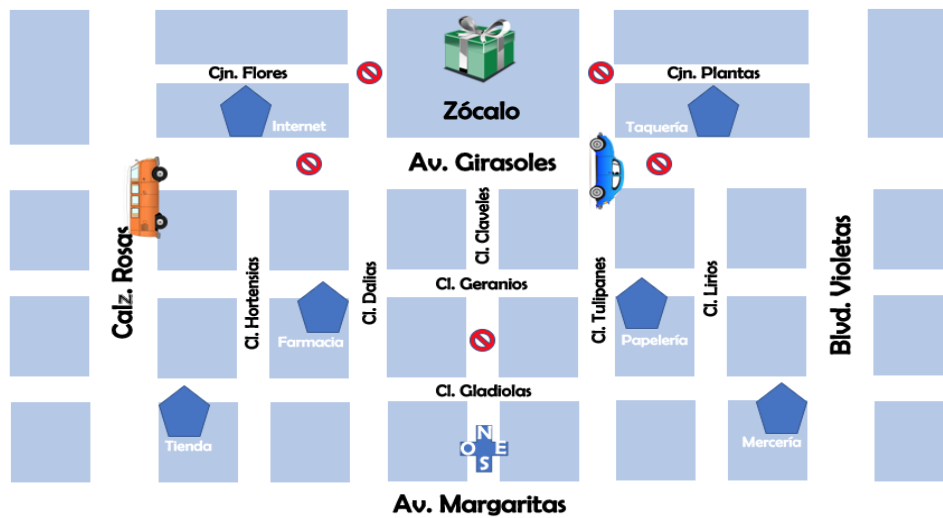 Cjn. Flores
Cjn. Plantas
Zócalo
Internet
Taquería
Av. Girasoles
Calz. Rosas
Cl. Hortensias
Cl. Dalias
Cl. Claveles
Cl. Tulipanes
Cl. Lirios
Blvd. Violetas
Cl. Geranios
Farmacia
Papelería
Cl. Gladiolas
Tienda
Mercería
N
O E
S
Av. Margaritas